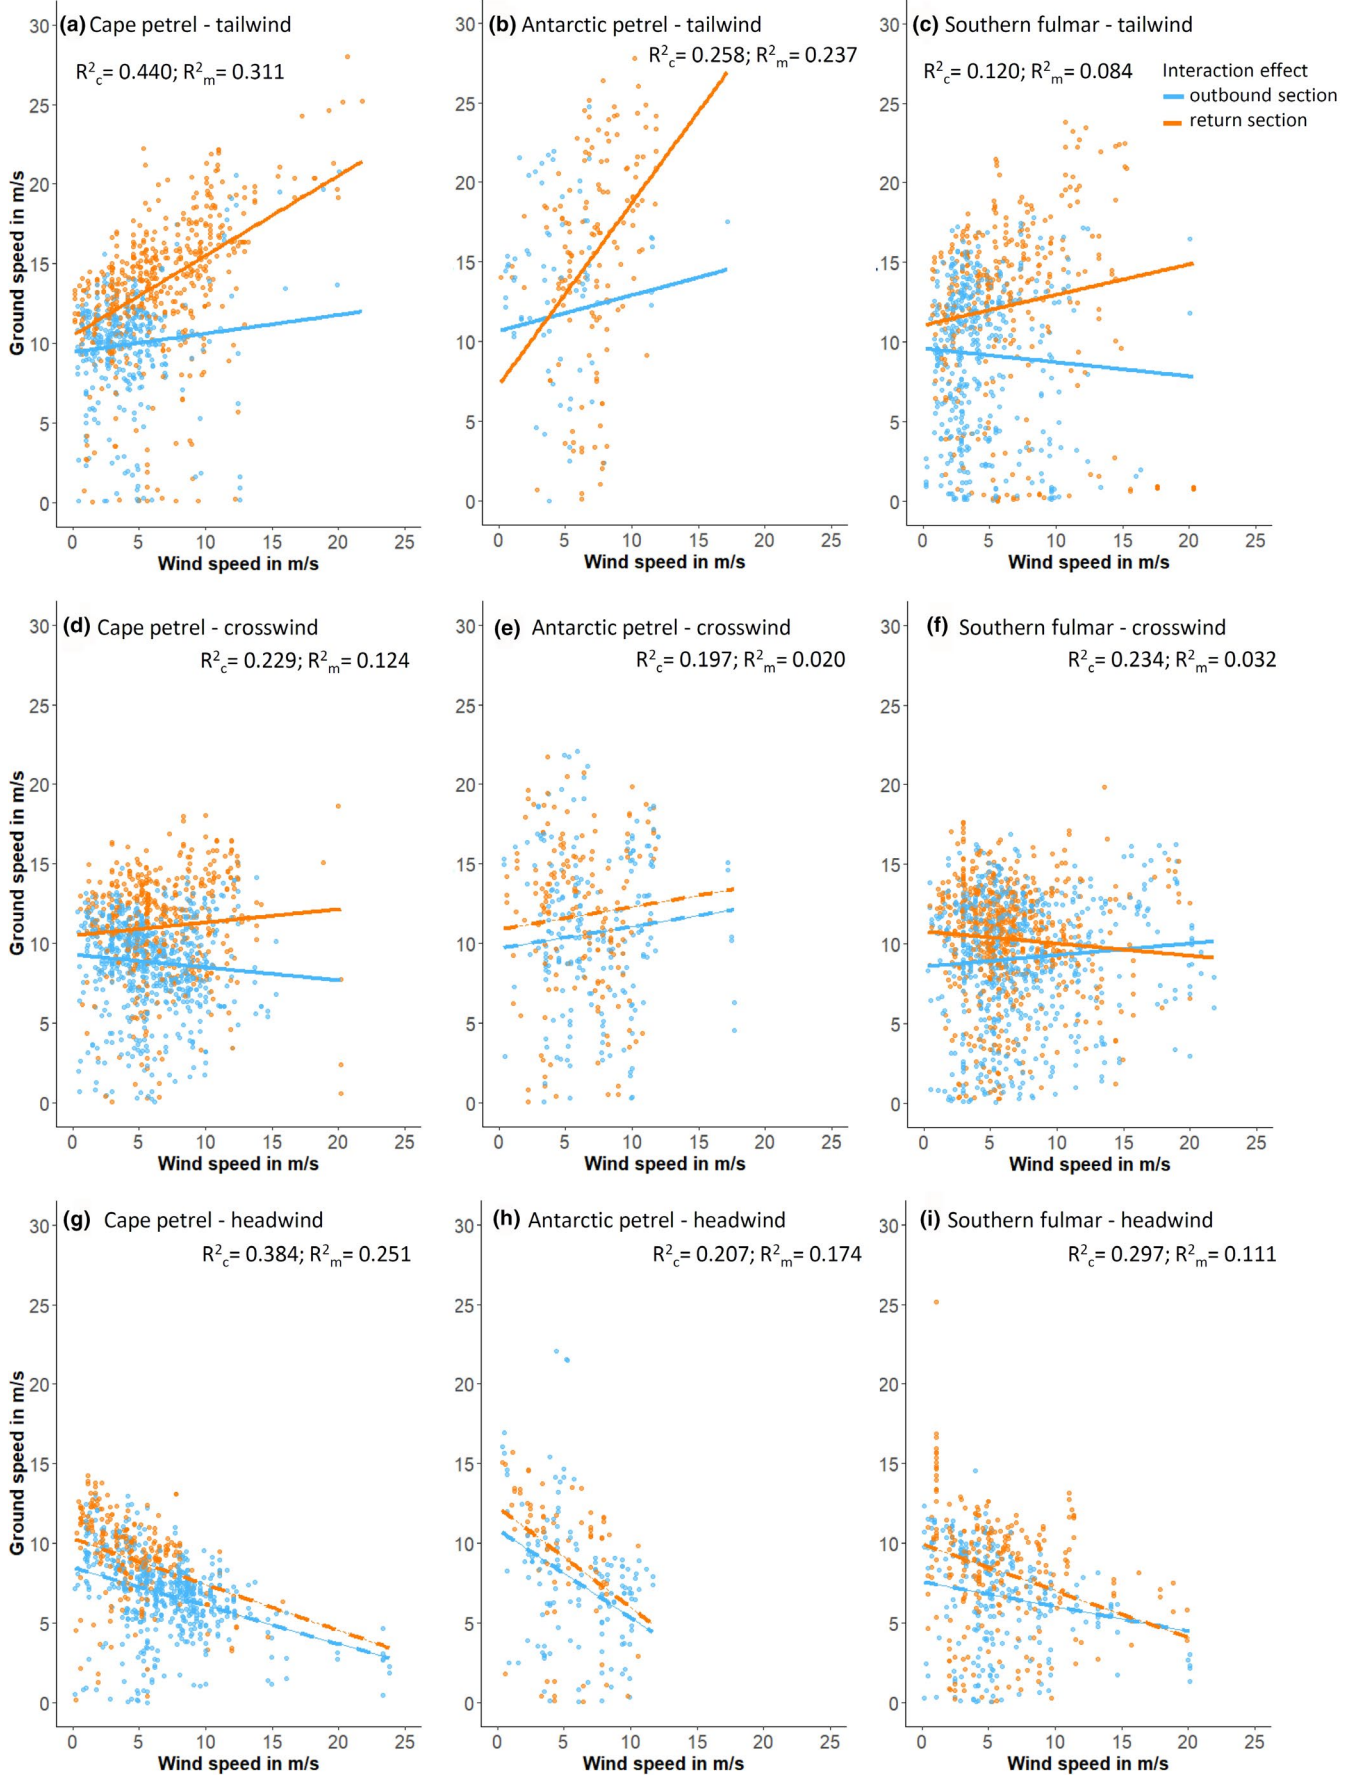 (a) Cape petrel - tailwind
R²c= 0.440; R²m= 0.311
(b) Antarctic petrel - tailwind
R²c= 0.258; R²m= 0.237
(c) Southern fulmar - tailwind
R²c= 0.120; R²m= 0.084
Interaction effect
outbound section
return section
Ground speed in m/s
30
25
20
15
10
5
0
0 5 10 15 20 25
Wind speed in m/s
30
25
20
15
10
5
0
0 5 10 15 20 25
Wind speed in m/s
30
25
20
15
10
5
0
0 5 10 15 20 25
Wind speed in m/s
(d) Cape petrel - crosswind
R²c= 0.229; R²m= 0.124
(e) Antarctic petrel - crosswind
R²c= 0.197; R²m= 0.020
(f) Southern fulmar - crosswind
R²c= 0.234; R²m= 0.032
Ground speed in m/s
30
25
20
15
10
5
0
0 5 10 15 20 25
Wind speed in m/s
30
25
20
15
10
5
0
0 5 10 15 20 25
Wind speed in m/s
30
25
20
15
10
5
0
0 5 10 15 20 25
Wind speed in m/s
(g) Cape petrel - headwind
R²c= 0.384; R²m= 0.251
(h) Antarctic petrel - headwind
R²c= 0.207; R²m= 0.174
(i) Southern fulmar - headwind
R²c= 0.297; R²m= 0.111
Ground speed in m/s
30
25
20
15
10
5
0
0 5 10 15 20 25
Wind speed in m/s
30
25
20
15
10
5
0
0 5 10 15 20 25
Wind speed in m/s
30
25
20
15
10
5
0
0 5 10 15 20 25
Wind speed in m/s